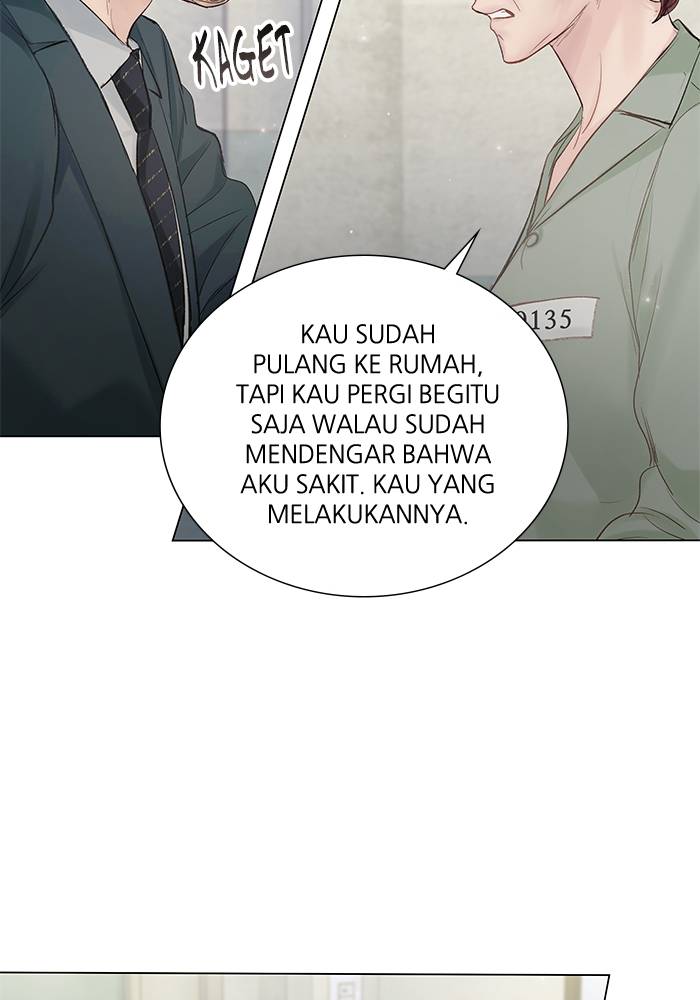 KAGET
0135
KAU SUDAH
PULANG KE RUMAH,
TAPI KAU PERGI BEGITU
SAJA WALAU SUDAH
MENDENGAR BAHWA
AKU SAKIT. KAU YANG
MELAKUKANNYA.